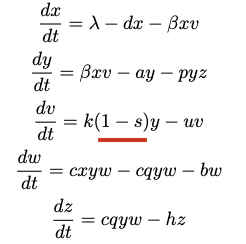 dx/dt = λ − dx − βxv
dy/dt = βxv − ay − pyz
dv/dt = k(1 − s)y − uv
dw/dt = cxyw − cqyw − bw
dz/dt = cqyw − hz